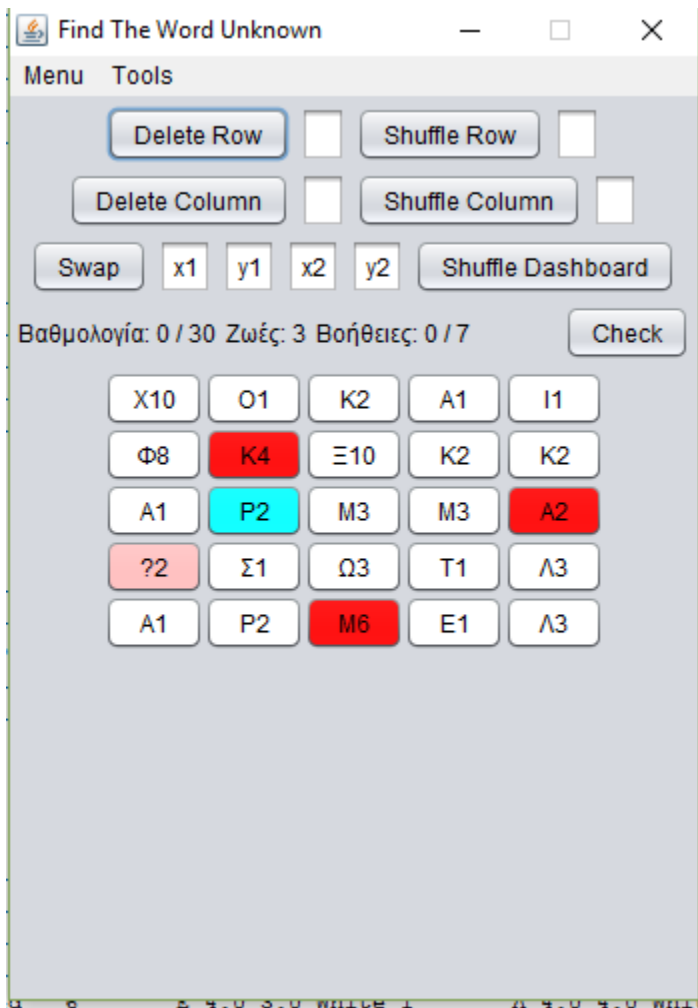 Find The Word Unknown
Menu Tools
Delete Row Shuffle Row
Delete Column Shuffle Column
Swap x1 y1 x2 y2 Shuffle Dashboard
Βαθμολογία: 0 / 30 Ζωές: 3 Βοήθειες: 0 / 7 Check
Χ10 Ο1 Κ2 Α1 Ι1
Φ8 Κ4 Ξ10 Κ2 Κ2
Α1 Ρ2 Μ3 Μ3 Α2
?2 Σ1 Ω3 Τ1 Λ3
Α1 Ρ2 Μ6 Ε1 Λ3